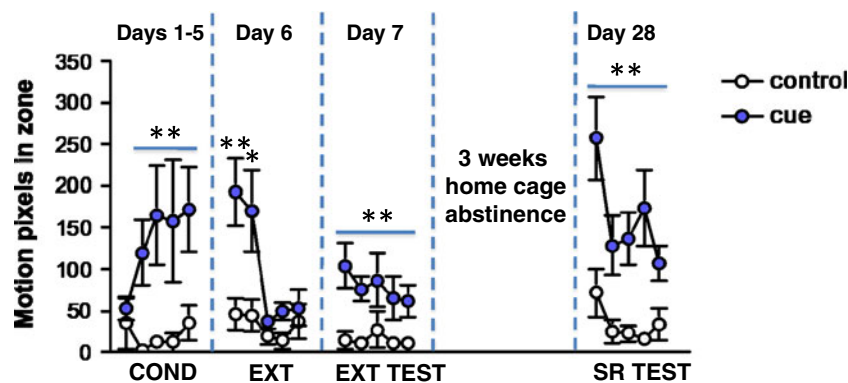 Days 1-5 Day 6 Day 7 Day 28
Motion pixels in zone
350
300
250
200
150
100
50
0
**
**
*
**
**
3 weeks
home cage
abstinence
control
cue
COND EXT EXT TEST SR TEST